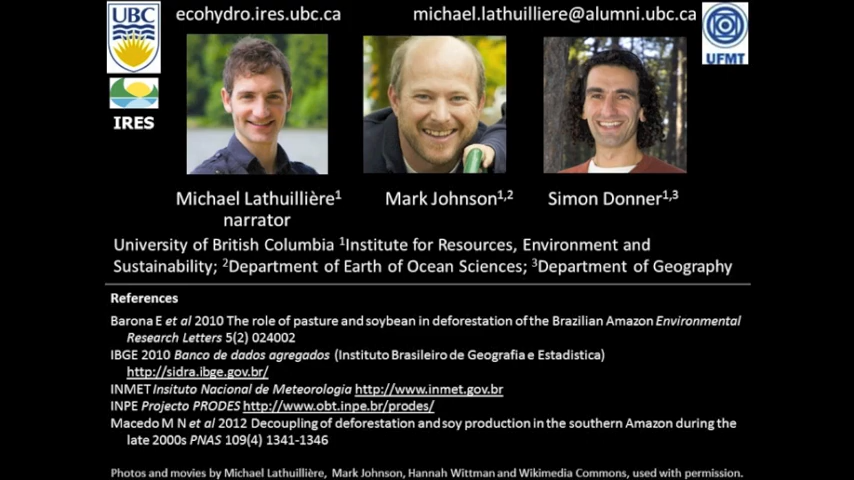 UBC
ecohydro.ires.ubc.ca
michael.lathuilliere@alumni.ubc.ca
UFMT
IRES
Michael Lathuillière¹
narrator
Mark Johnson¹,²
Simon Donner¹,³
University of British Columbia ¹Institute for Resources, Environment and
Sustainability; ²Department of Earth of Ocean Sciences; ³Department of Geography
References
Barona E et al 2010 The role of pasture and soybean in deforestation of the Brazilian Amazon Environmental
Research Letters 5(2) 024002
IBGE 2010 Banco de dados agregados (Instituto Brasileiro de Geografia e Estadistica)
http://sidra.ibge.gov.br/
INMET Insituto Nacional de Meteorologia http://www.inmet.gov.br
INPE Projecto PRODES http://www.obt.inpe.br/prodes/
Macedo M N et al 2012 Decoupling of deforestation and soy production in the southern Amazon during the
late 2000s PNAS 109(4) 1341-1346
Photos and movies by Michael Lathuillière, Mark Johnson, Hannah Wittman and Wikimedia Commons, used with permission.